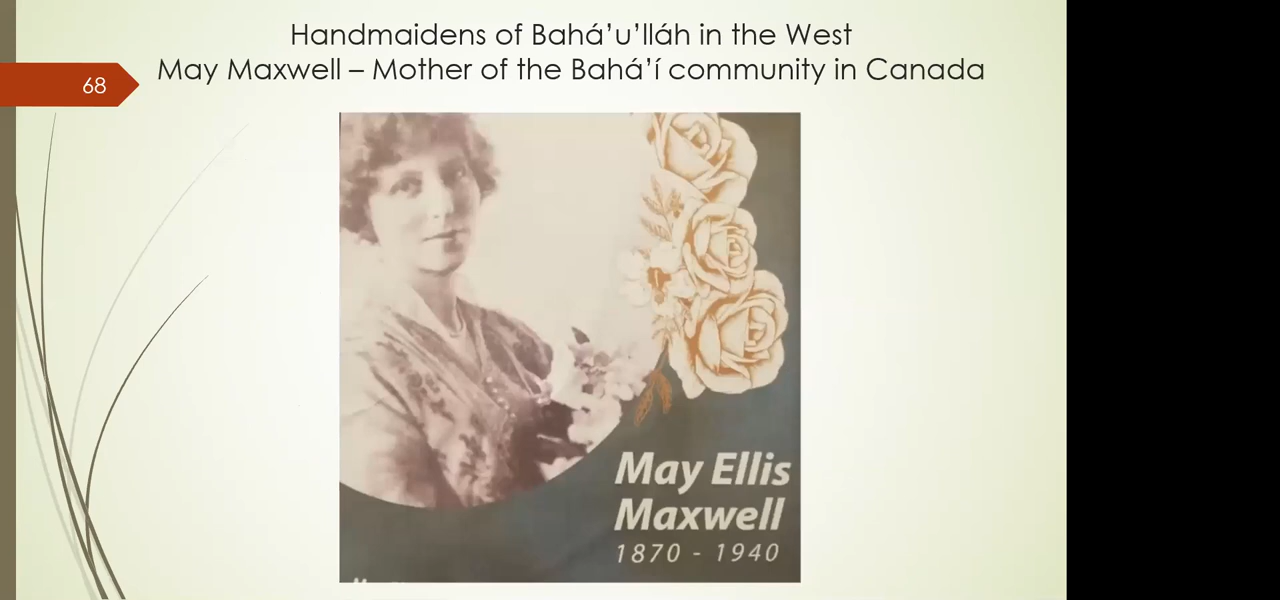 Handmaidens of Bahá’u’lláh in the West
May Maxwell – Mother of the Bahá’í community in Canada
68
May Ellis
Maxwell
1870 - 1940